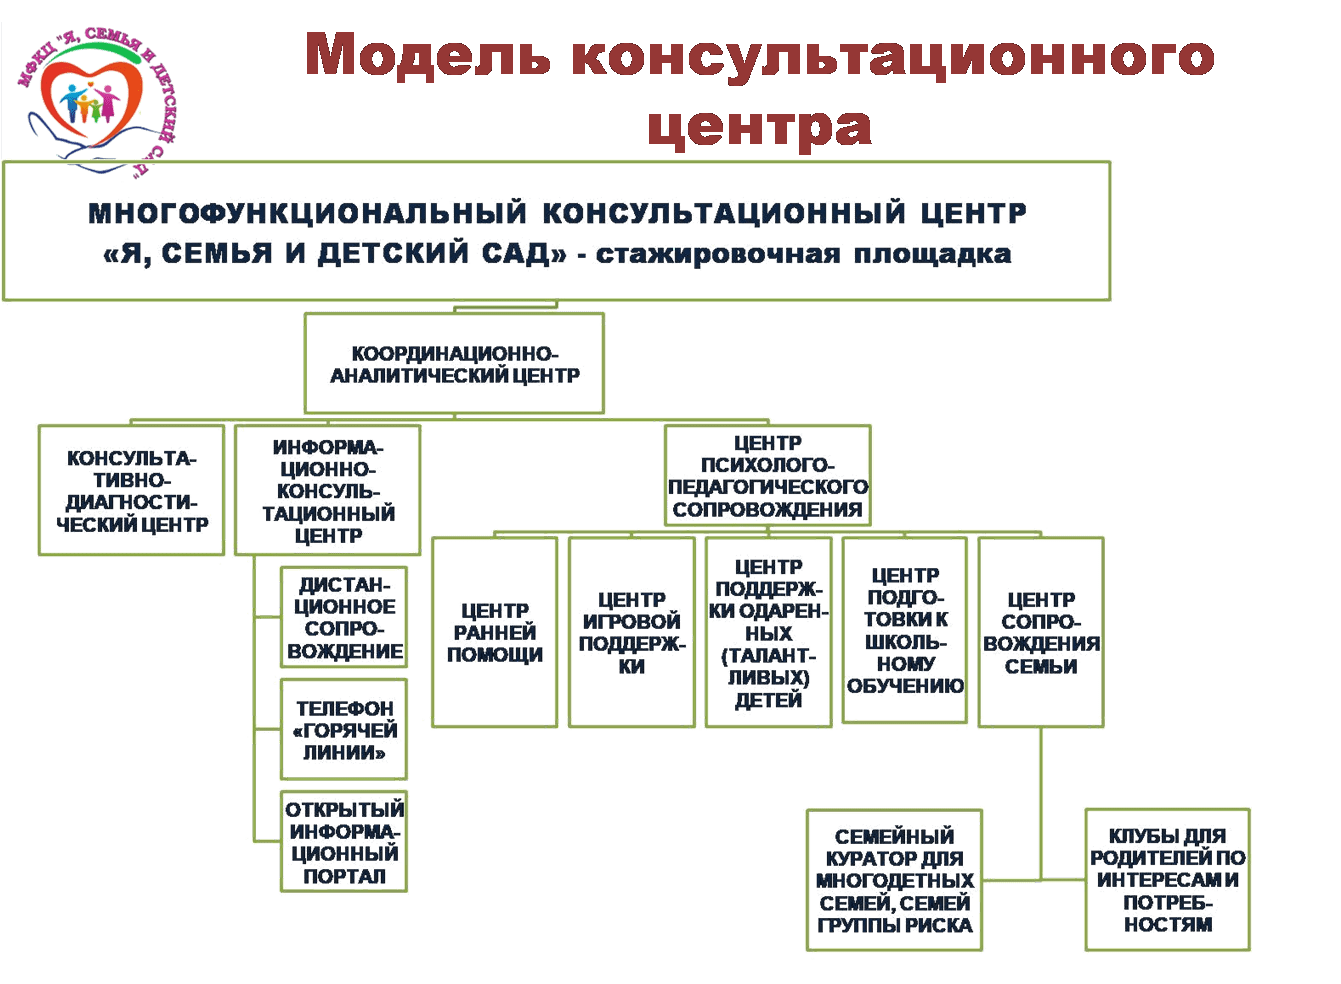 МФКЦ "Я, СЕМЬЯ И ДЕТСКИЙ САД"
Модель консультационного
центра
МНОГОФУНКЦИОНАЛЬНЫЙ КОНСУЛЬТАЦИОННЫЙ ЦЕНТР
«Я, СЕМЬЯ И ДЕТСКИЙ САД» - стажировочная площадка
КООРДИНАЦИОННО-
АНАЛИТИЧЕСКИЙ ЦЕНТР
КОНСУЛЬТА-
ТИВНО-
ДИАГНОСТИ-
ЧЕСКИЙ ЦЕНТР
ИНФОРМА-
ЦИОННО-
КОНСУЛЬ-
ТАЦИОННЫЙ
ЦЕНТР
ЦЕНТР
ПСИХОЛОГО-
ПЕДАГОГИЧЕСКОГО
СОПРОВОЖДЕНИЯ
ДИСТАН-
ЦИОННОЕ
СОПРО-
ВОЖДЕНИЕ
ТЕЛЕФОН
«ГОРЯЧЕЙ
ЛИНИИ»
ОТКРЫТЫЙ
ИНФОРМА-
ЦИОННЫЙ
ПОРТАЛ
ЦЕНТР
РАННЕЙ
ПОМОЩИ
ЦЕНТР
ИГРОВОЙ
ПОДДЕРЖ-
КИ
ЦЕНТР
ПОДДЕРЖ-
КИ ОДАРЕН-
НЫХ
(ТАЛАНТ-
ЛИВЫХ)
ДЕТЕЙ
ЦЕНТР
ПОДГО-
ТОВКИ К
ШКОЛЬ-
НОМУ
ОБУЧЕНИЮ
ЦЕНТР
СОПРО-
ВОЖДЕНИЯ
СЕМЬИ
СЕМЕЙНЫЙ
КУРАТОР ДЛЯ
МНОГОДЕТНЫХ
СЕМЕЙ, СЕМЕЙ
ГРУППЫ РИСКА
КЛУБЫ ДЛЯ
РОДИТЕЛЕЙ ПО
ИНТЕРЕСАМ И
ПОТРЕБ-
НОСТЯМ